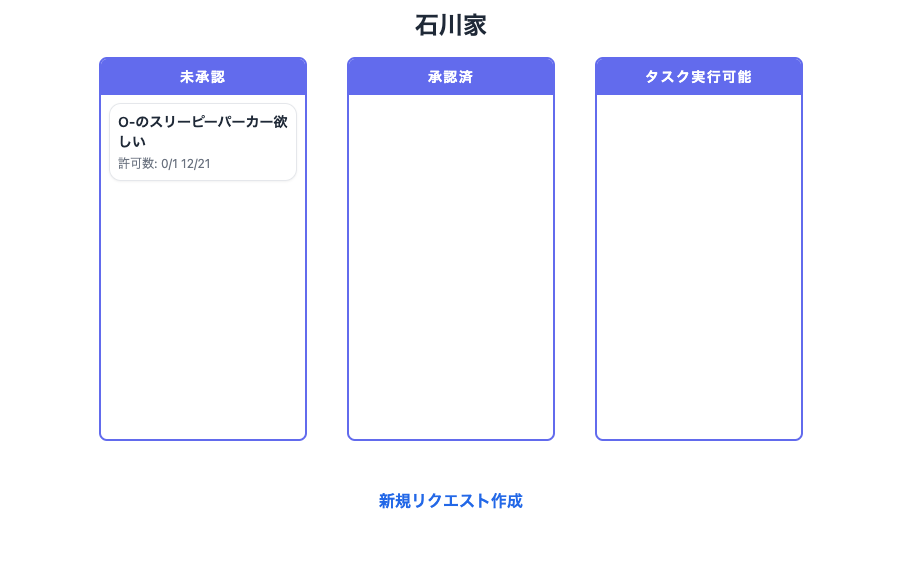 石川家
未承認
承認済
タスク実行可能
O-のスリーピーパーカー欲
しい
許可数: 0/1 12/21
新規リクエスト作成